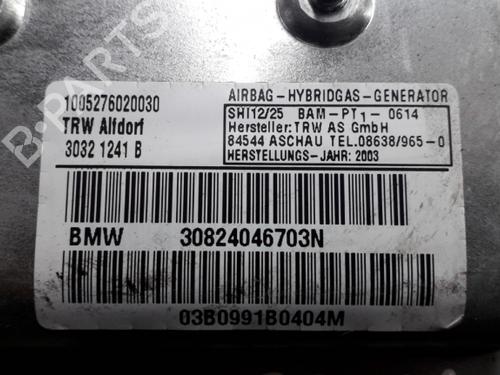 B-PARTS
1005276020030
TRW Alfdorf
3032 1241 B
AIRBAG-HYBRIDGAS-GENERATOR
SHI12/25 BAM-PT1-0614
Hersteller:TRW AS GmbH
84544 ASCHAU TEL.08638/965-0
HERSTELLUNGS-JAHR: 2003
BMW 30824046703N
03B0991B0404M